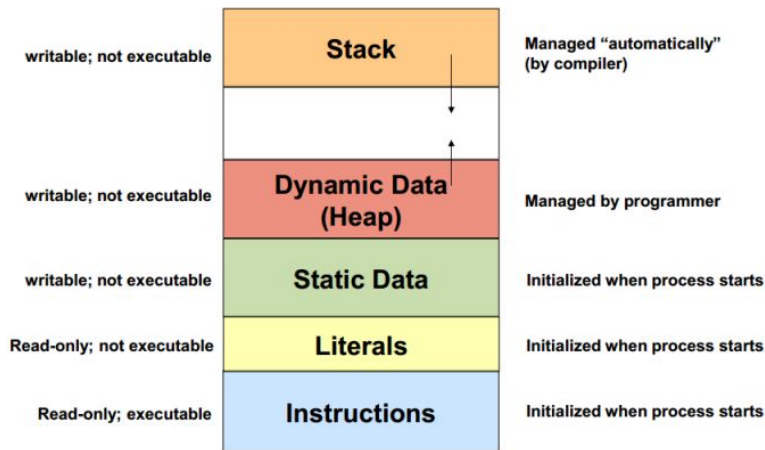 writable; not executable
Stack
Managed “automatically”
(by compiler)
writable; not executable
Dynamic Data
(Heap)
Managed by programmer
writable; not executable
Static Data
Initialized when process starts
Read-only; not executable
Literals
Initialized when process starts
Read-only; executable
Instructions
Initialized when process starts